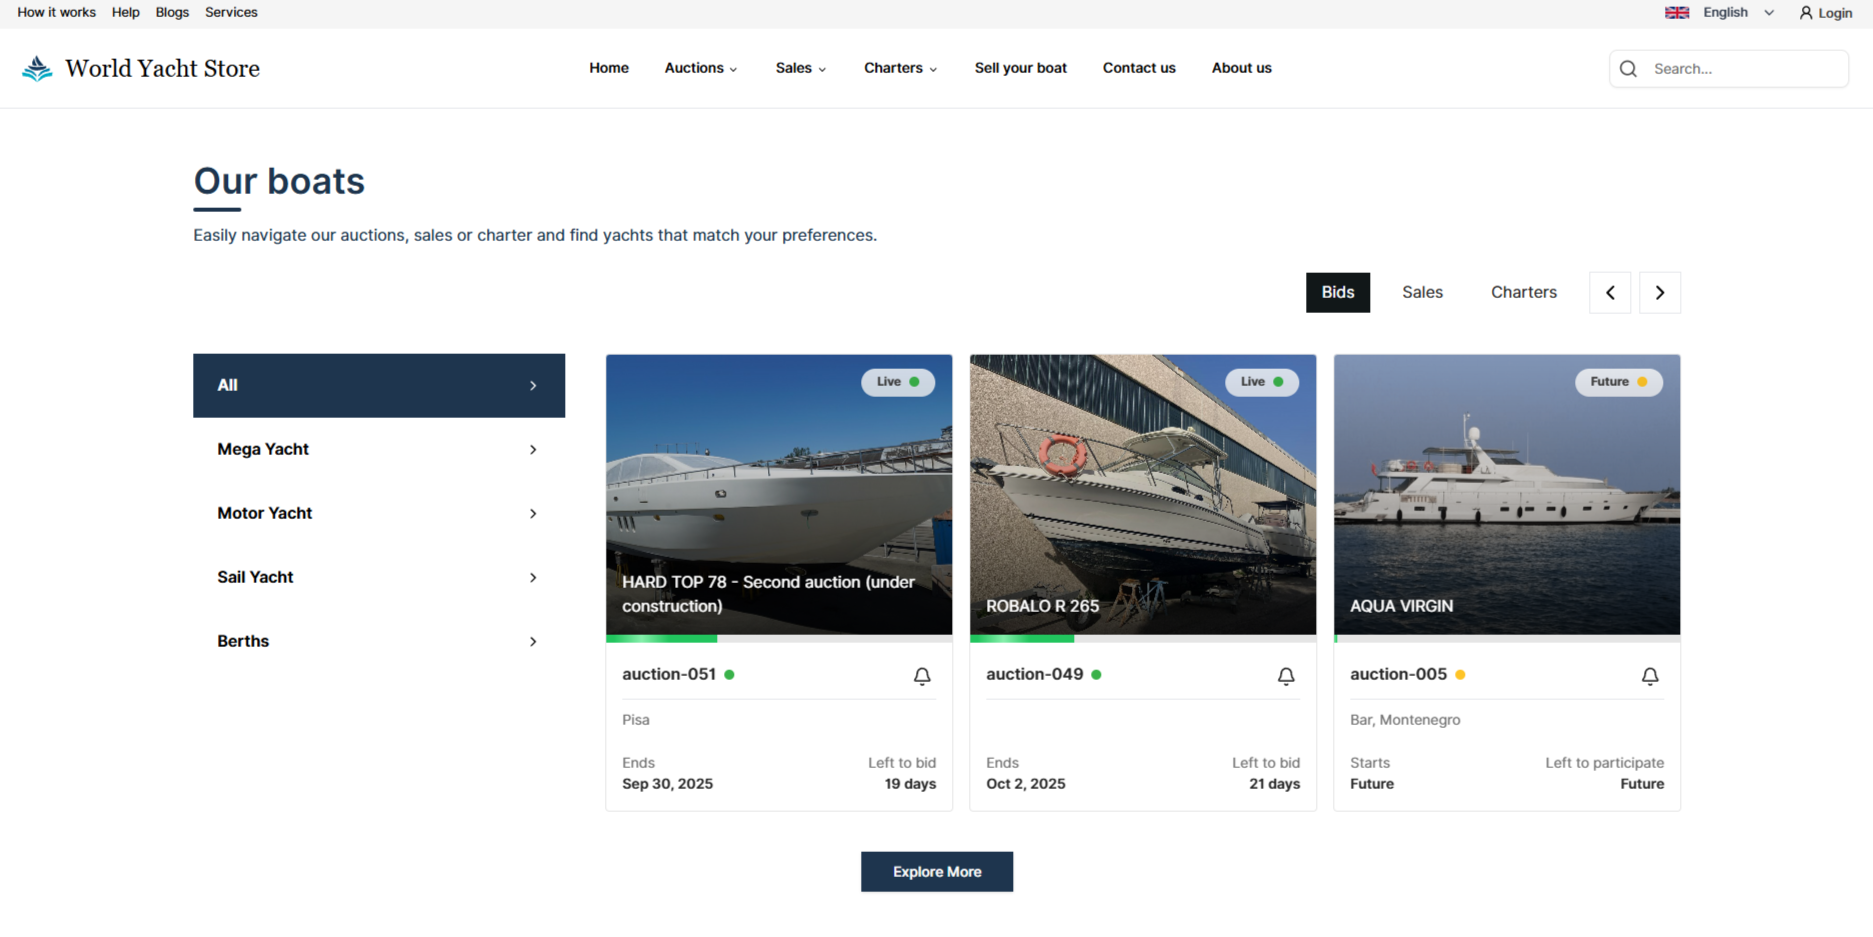 How it works Help Blogs Services
English
Login
World Yacht Store
Home Auctions Sales Charters Sell your boat Contact us About us
Search...
Our boats
Easily navigate our auctions, sales or charter and find yachts that match your preferences.
Bids Sales Charters
All
Mega Yacht
Motor Yacht
Sail Yacht
Berths
Live
HARD TOP 78 - Second auction (under
construction)
auction-051
Pisa
Ends Left to bid
Sep 30, 2025 19 days
Live
ROBALO R 265
auction-049
Ends Left to bid
Oct 2, 2025 21 days
Future
AQUA VIRGIN
auction-005
Bar, Montenegro
Starts Left to participate
Future Future
Explore More